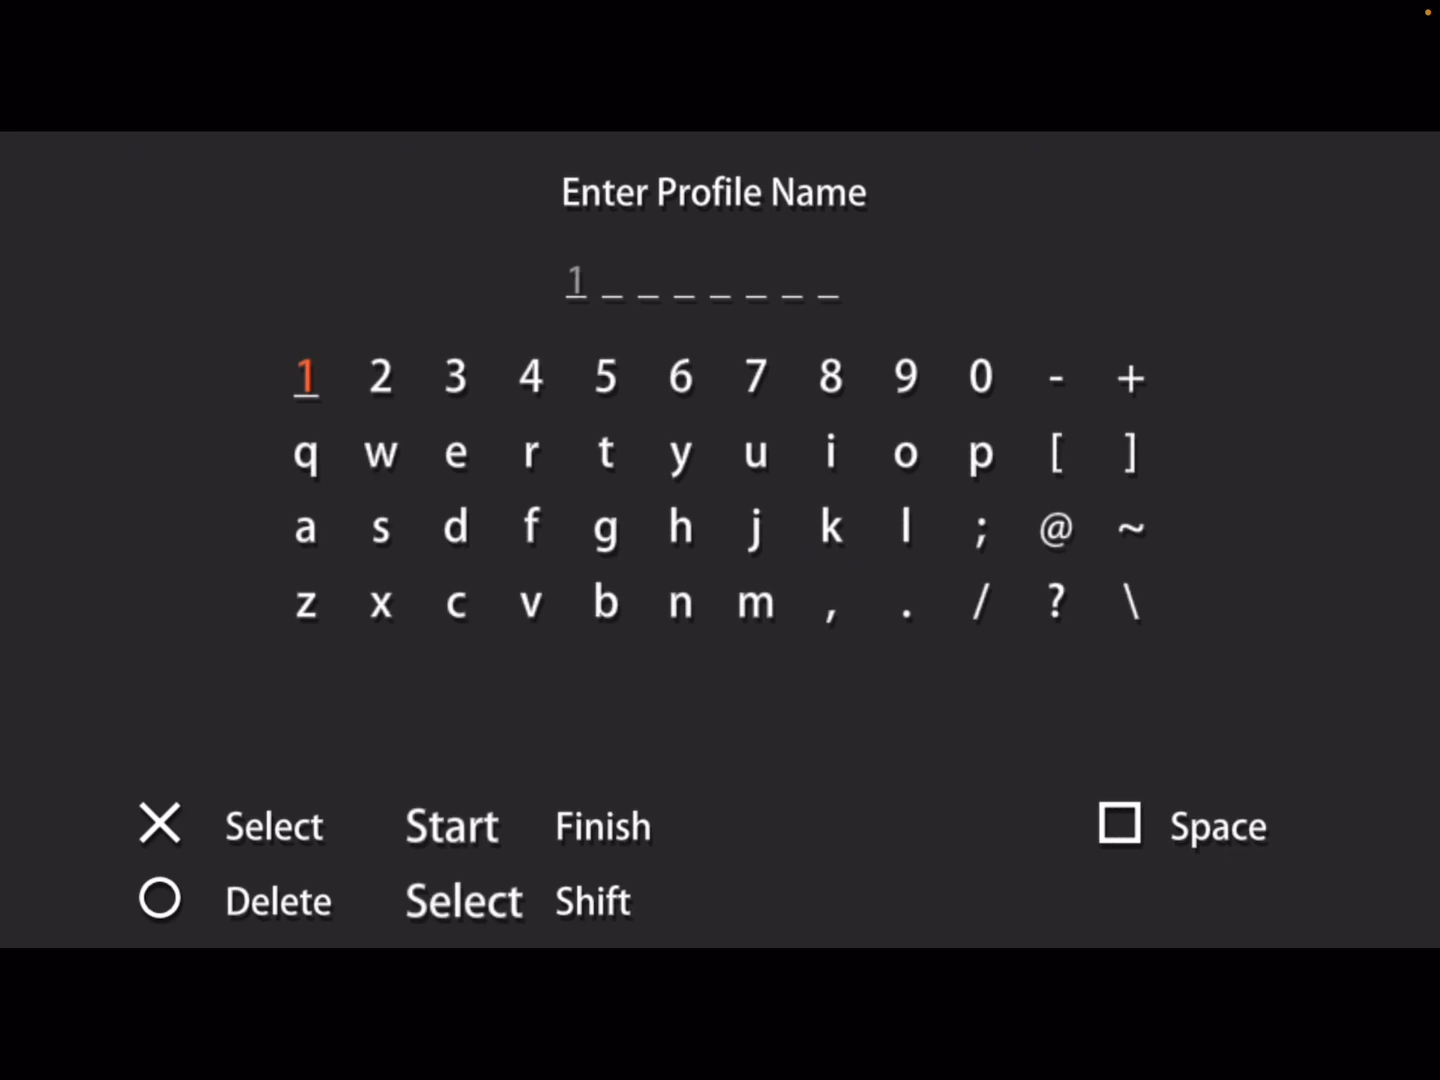 Enter Profile Name
1 _ _ _ _ _ _ _
1 2 3 4 5 6 7 8 9 0 - +
q w e r t y u i o p [ ]
a s d f g h j k l ; @ ~
z x c v b n m , . / ? \
Select Start Finish Space
Delete Select Shift